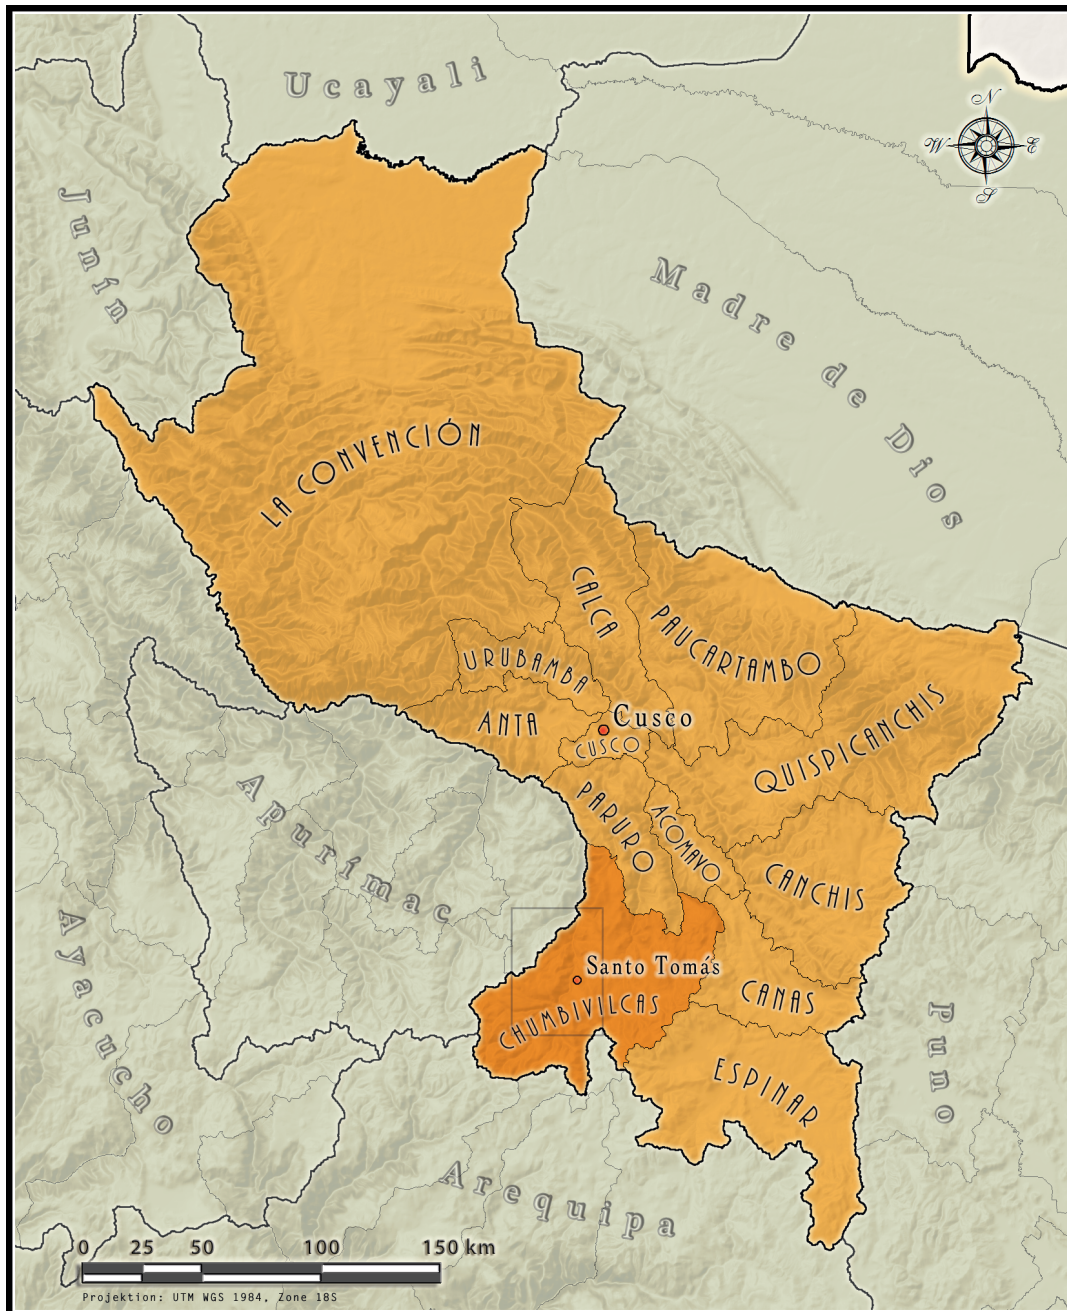 Ucayali
N
W
E
S
Junín
Madre de Dios
LA CONVENCIÓN
CALCA
PAUCARTAMBO
URUBAMBA
ANTA
Cusco
CUSCO
QUISPICANCHIS
PARURO
ACOMAYO
CANCHIS
Apurímac
Ayacucho
Santo Tomás
CHUMBIVILCAS
CANAS
Puno
ESPINAR
Arequipa
0 25 50 100 150 km
Projektion: UTM WGS 1984, Zone 18S